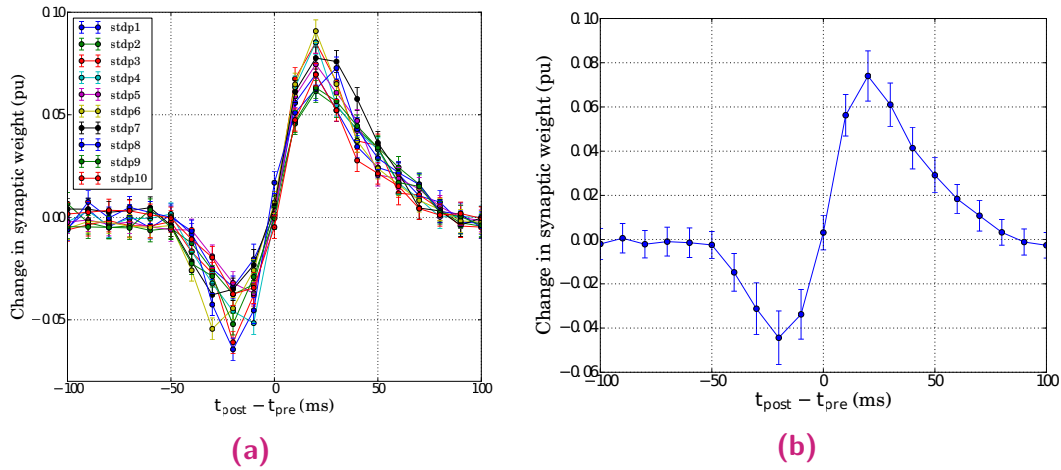 0.10
0.05
0.00
−0.05
−100
−50
0
50
100
Change in synaptic weight (pu)
t_post − t_pre (ms)
stdp1
stdp2
stdp3
stdp4
stdp5
stdp6
stdp7
stdp8
stdp9
stdp10
(a)
0.10
0.08
0.06
0.04
0.02
0.00
−0.02
−0.04
−0.06
−100
−50
0
50
100
Change in synaptic weight (pu)
t_post − t_pre (ms)
(b)